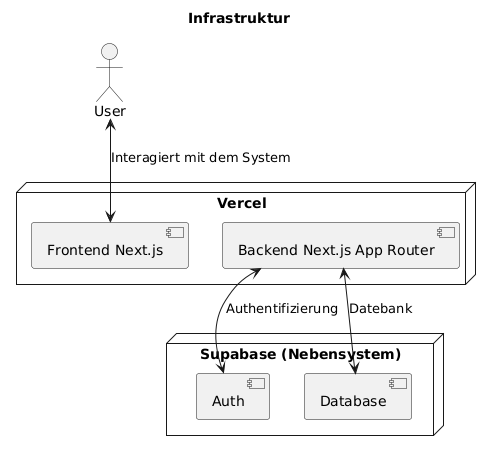 Infrastruktur
User
Interagiert mit dem System
Vercel
Frontend Next.js
Backend Next.js App Router
Authentifizierung
Datebank
Supabase (Nebensystem)
Auth
Database